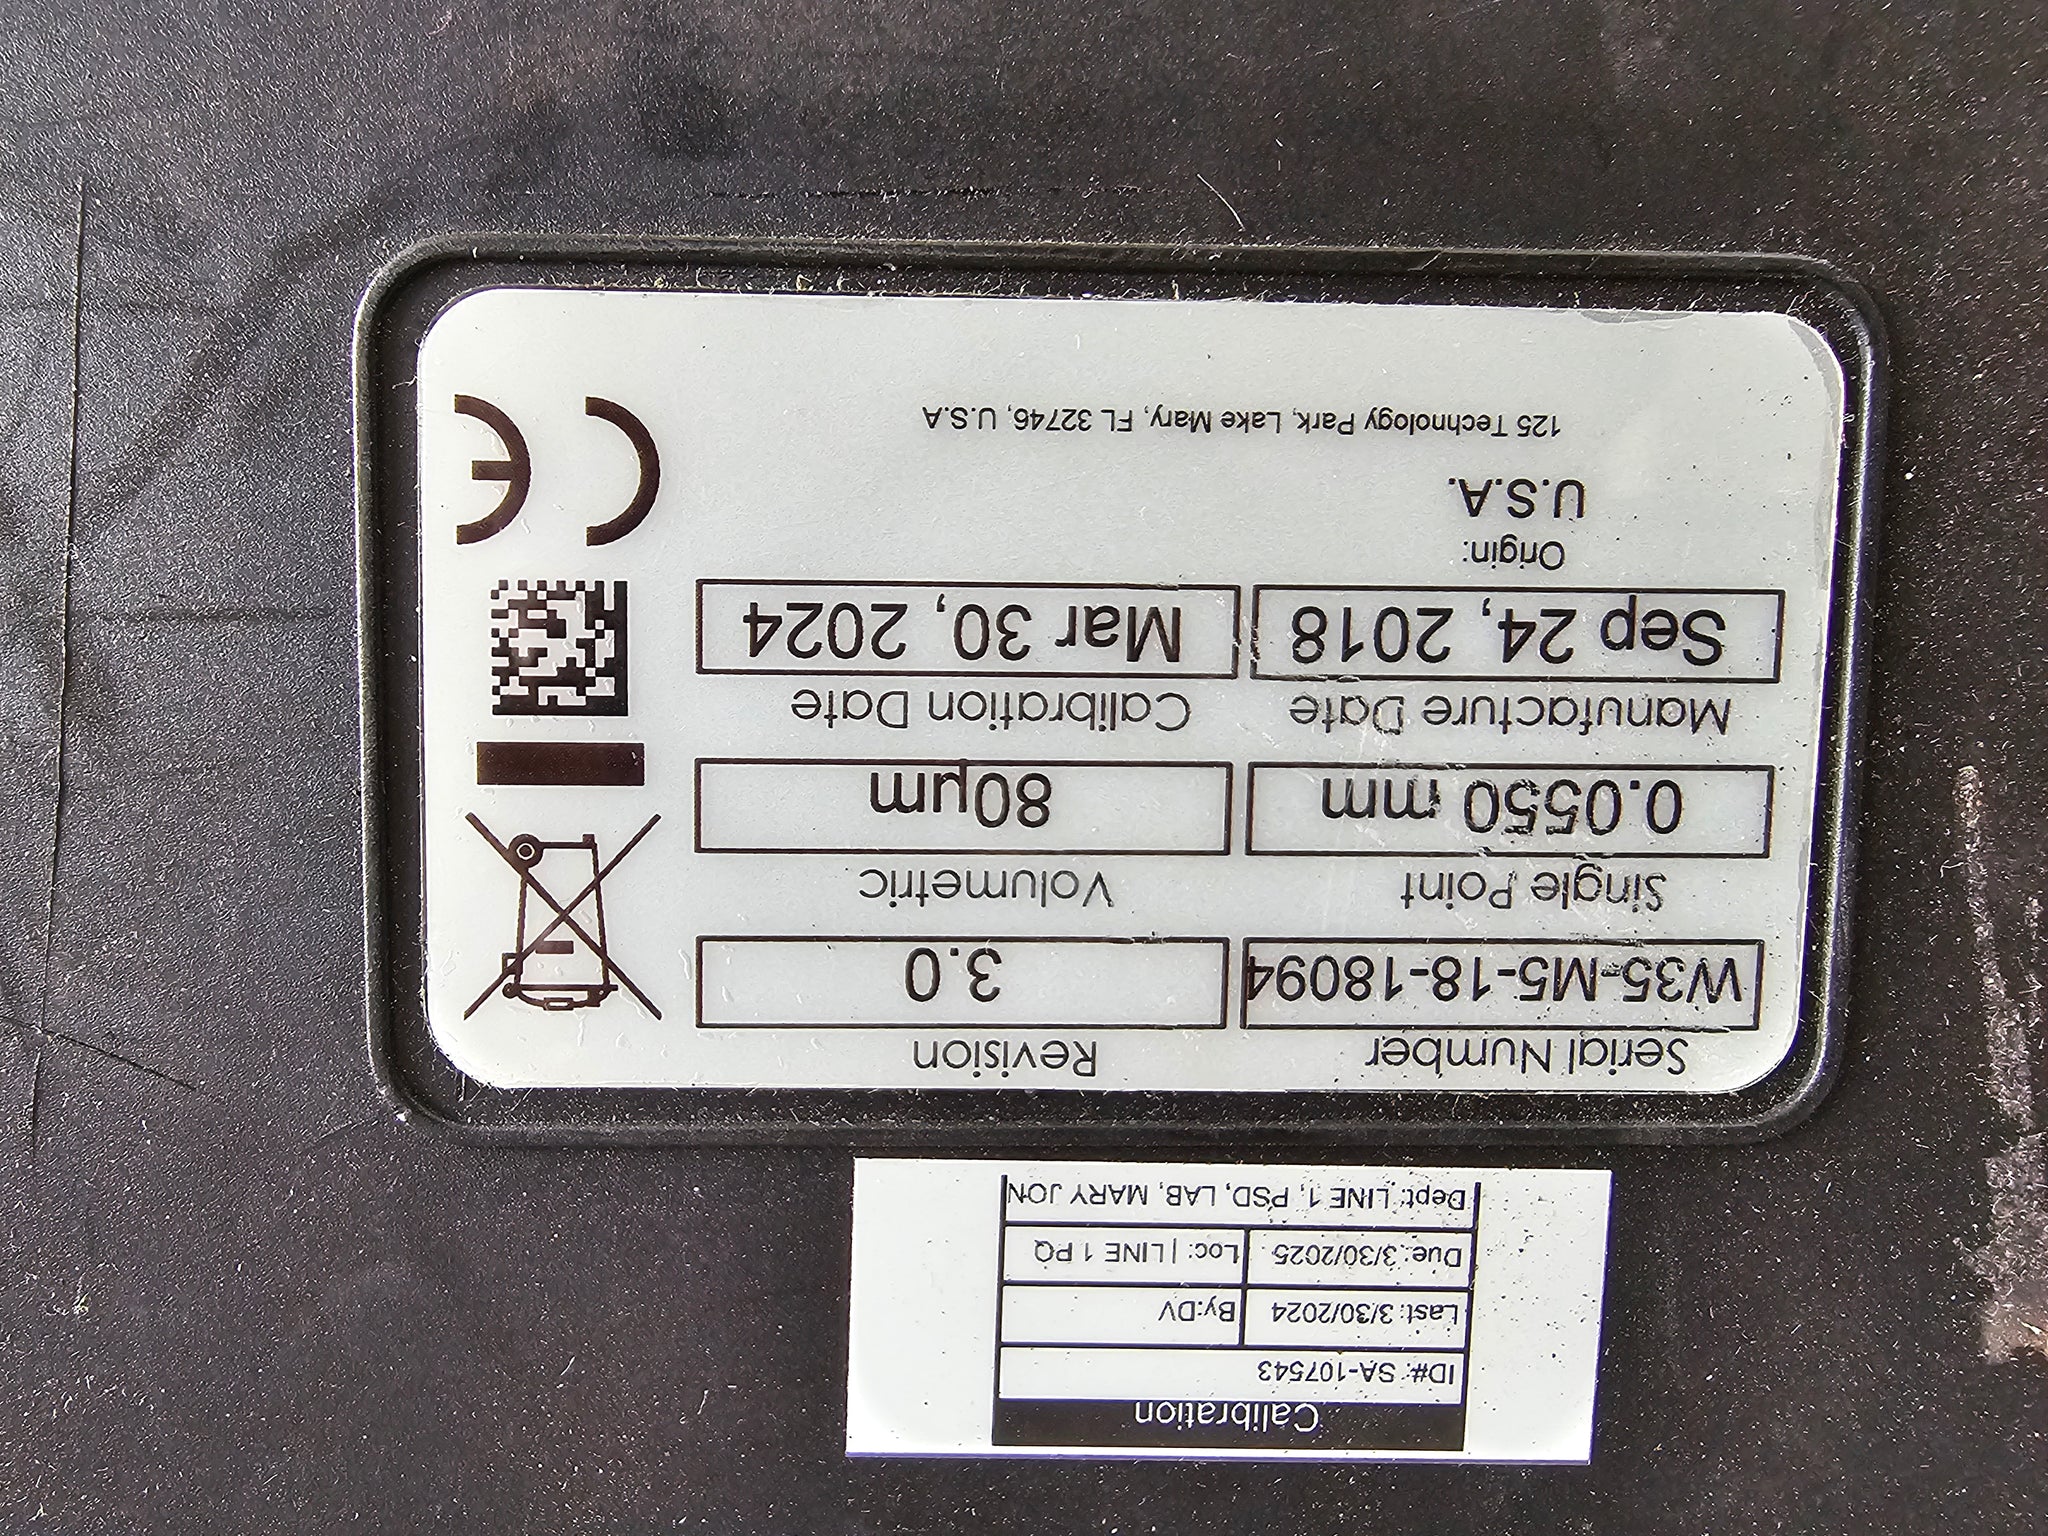 Calibration
ID#: SA-107543
Last: 3/30/2024 By:DV
Due: 3/30/2025 Loc: | LINE 1 PQ
Dept: LINE 1, PSD, LAB, MARY JON
Serial Number Revision
W35-M5-18-18094 3.0
Single Point Volumetric
0.0550 mm 80µm
Manufacture Date Calibration Date
Sep 24, 2018 Mar 30, 2024
Origin:
U.S.A.
125 Technology Park, Lake Mary, FL 32746, U.S.A
CE